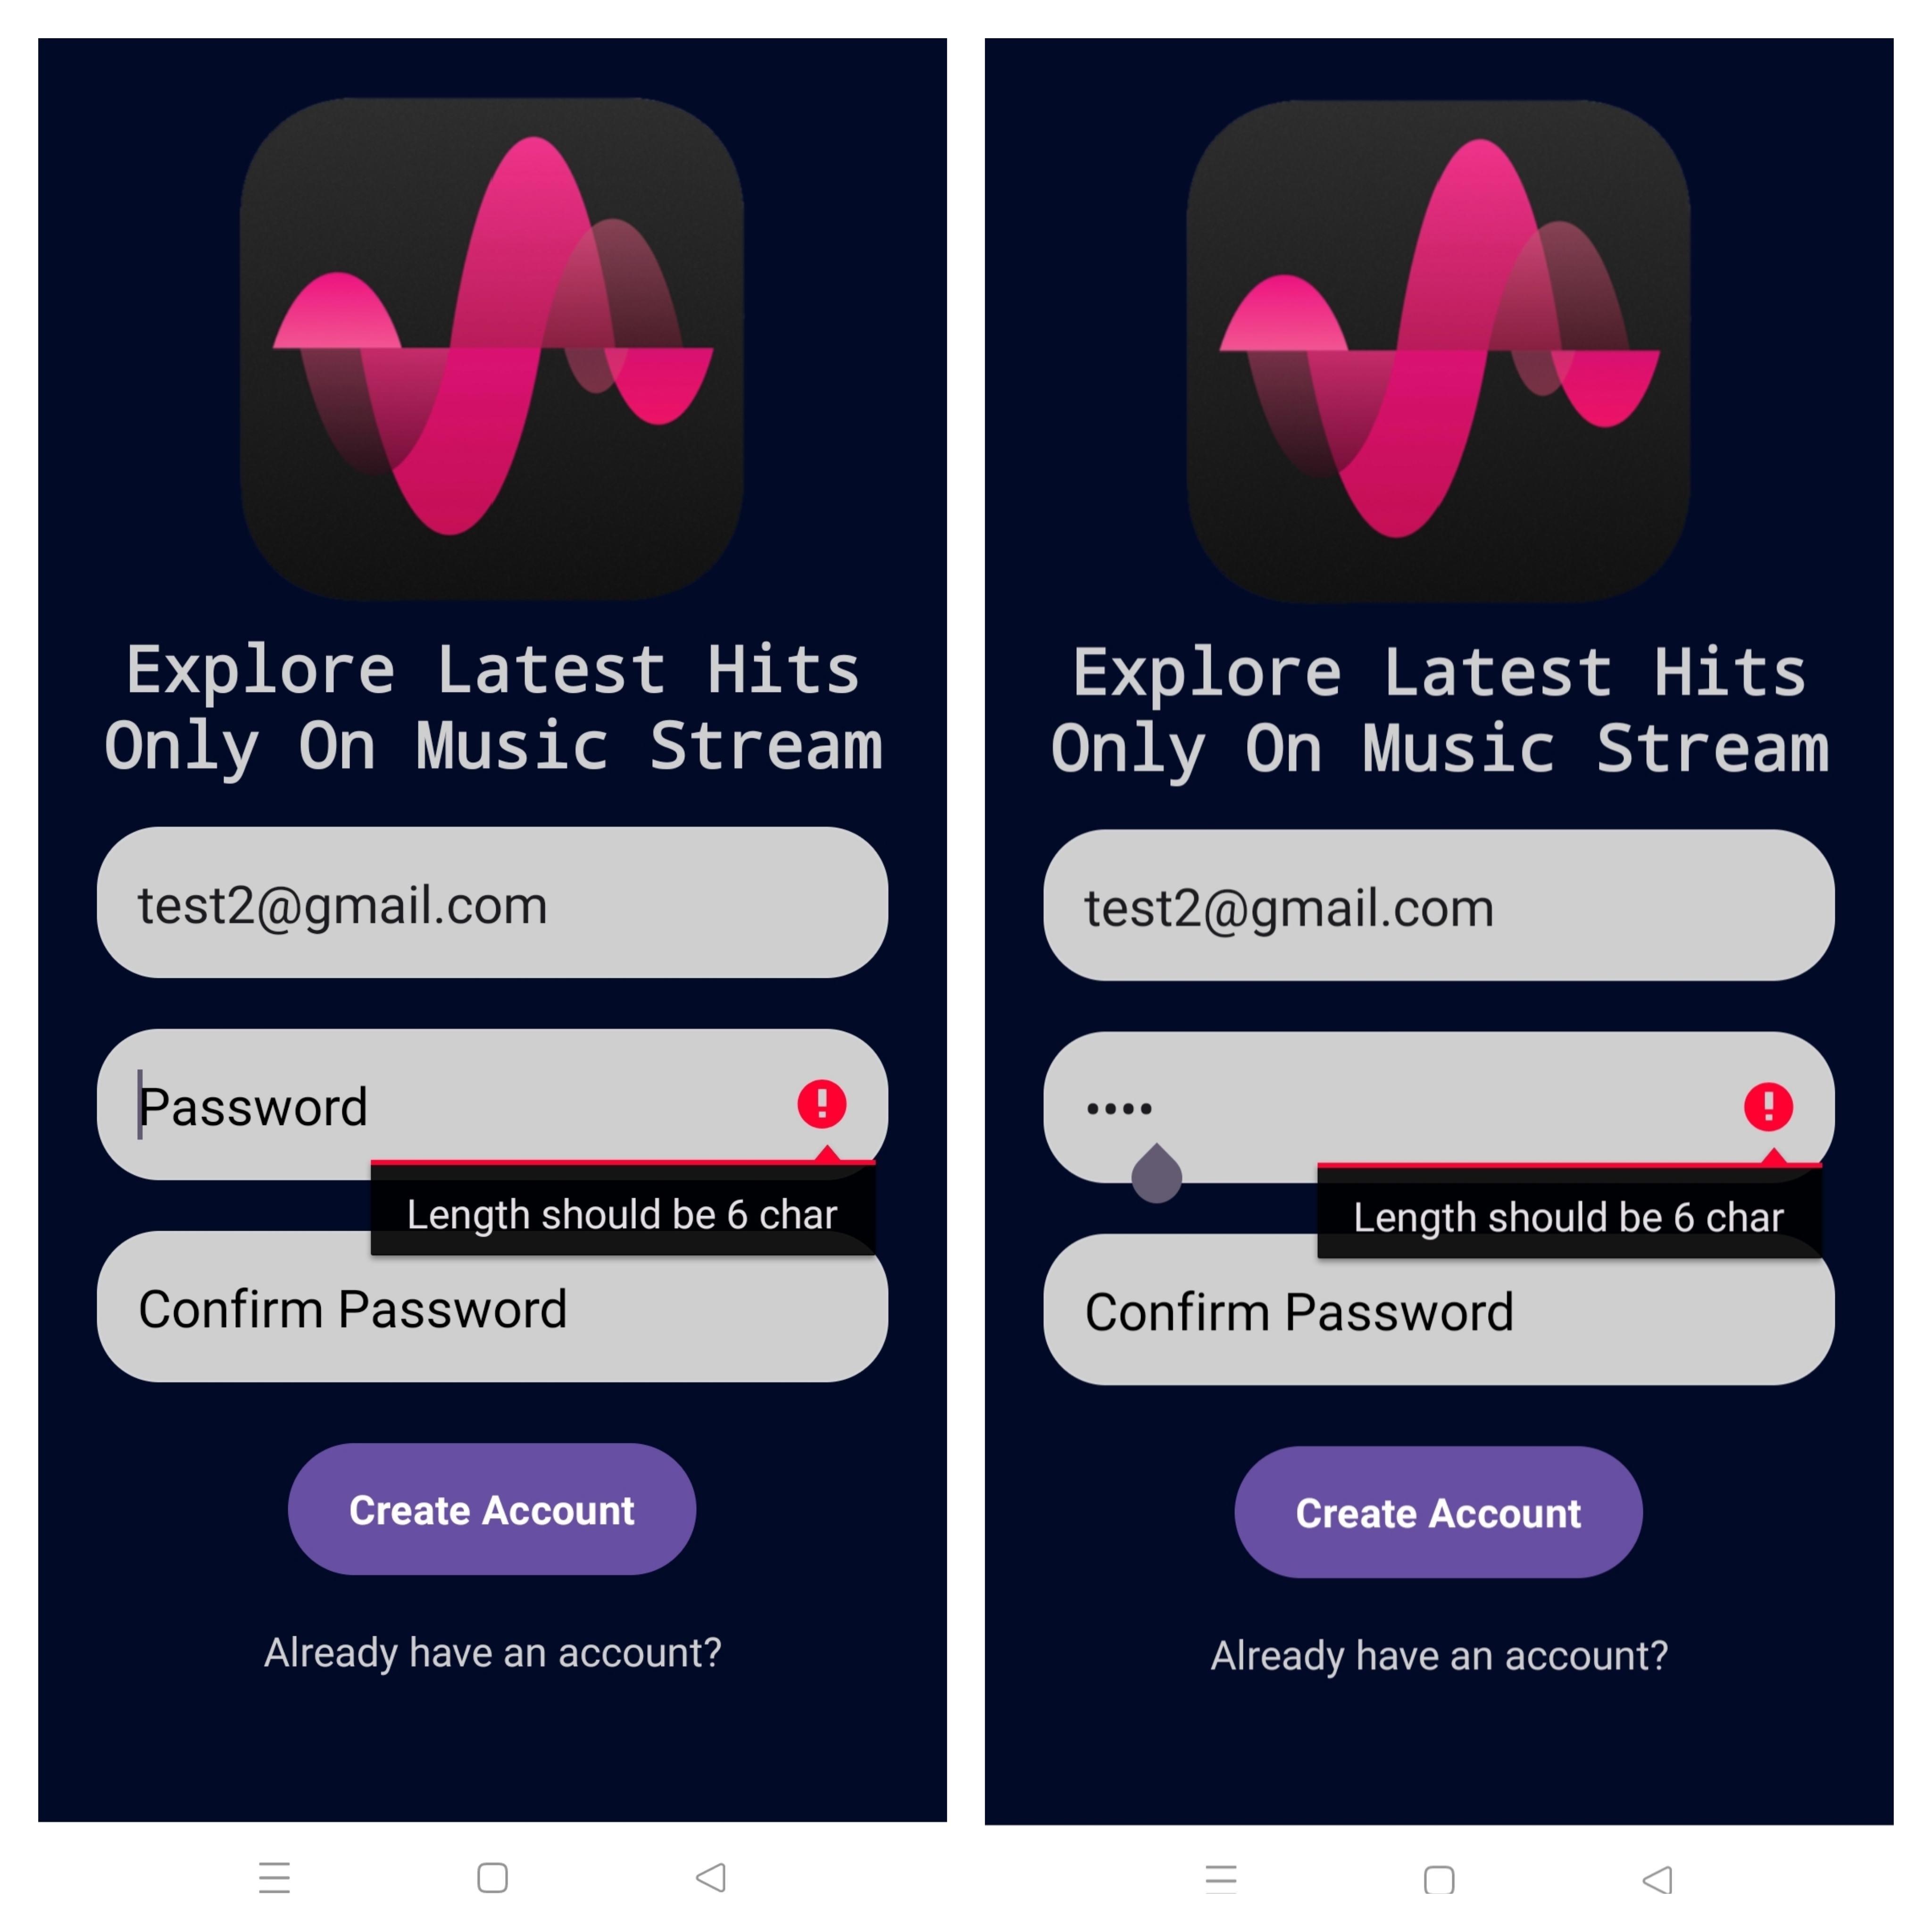 Explore Latest Hits
Only On Music Stream
test2@gmail.com
Password
Length should be 6 char
Confirm Password
Create Account
Already have an account?
Explore Latest Hits
Only On Music Stream
test2@gmail.com
••••
Length should be 6 char
Confirm Password
Create Account
Already have an account?